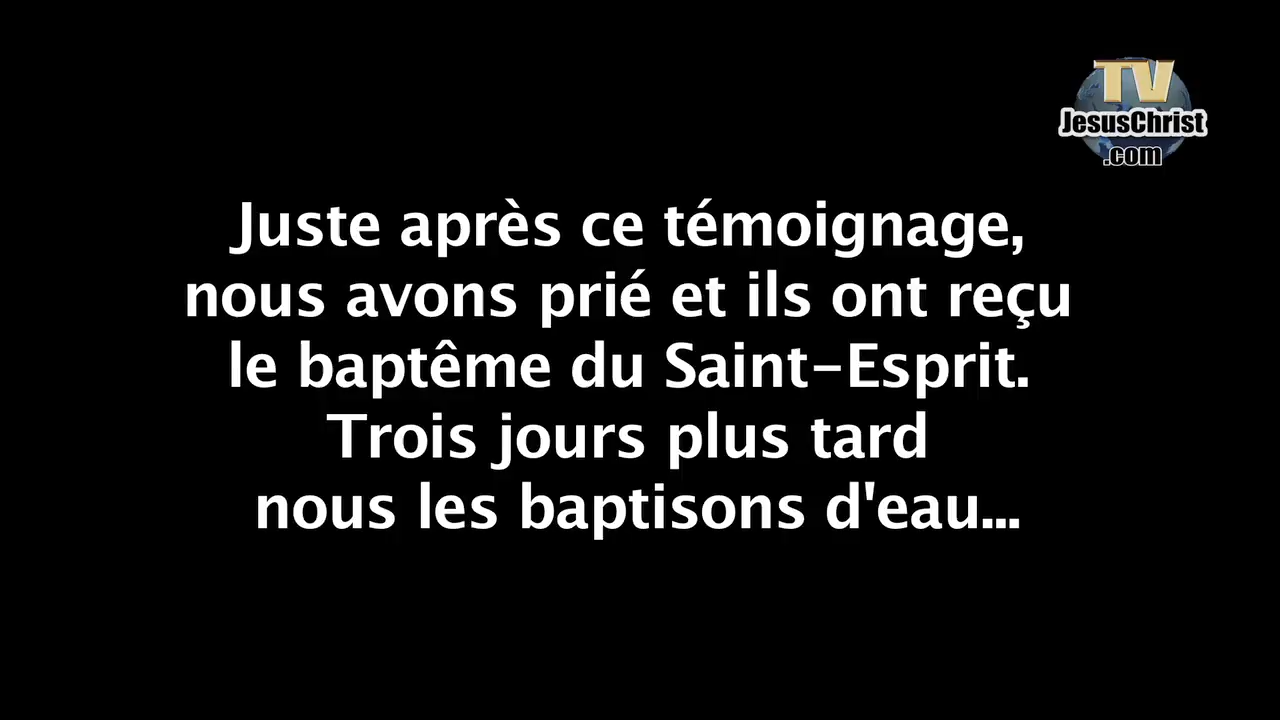 TV
JesusChrist
.com
Juste après ce témoignage,
nous avons prié et ils ont reçu
le baptême du Saint-Esprit.
Trois jours plus tard
nous les baptisons d'eau...